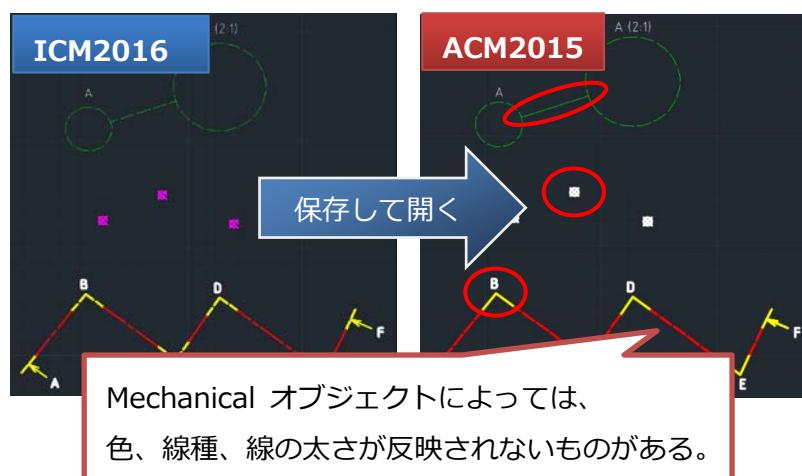 ICM2016
(2:1)
A
B
D
F
A
ACM2015
A (2:1)
A
保存して開く
B
D
F
E
Mechanical オブジェクトによっては、
色、線種、線の太さが反映されないものがある。